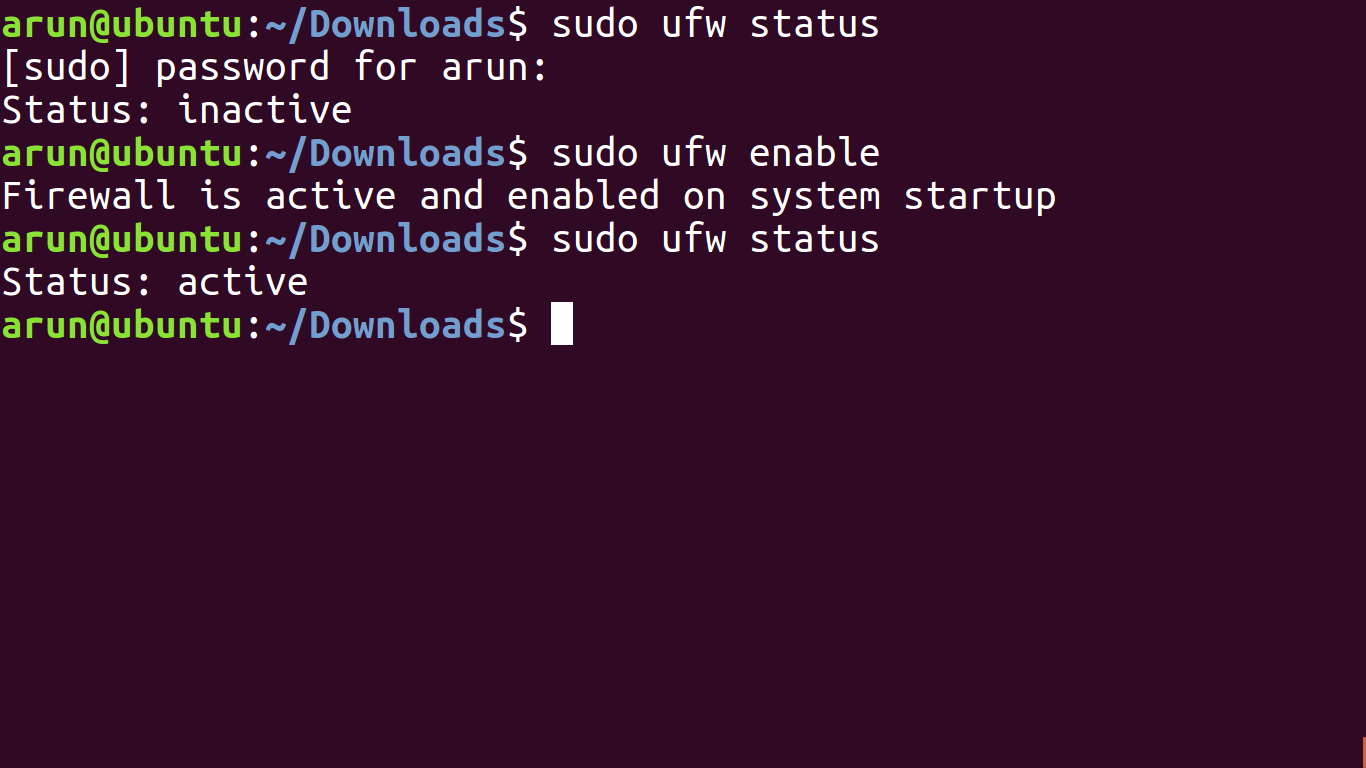 arun@ubuntu:~/Downloads$ sudo ufw status
[sudo] password for arun:
Status: inactive
arun@ubuntu:~/Downloads$ sudo ufw enable
Firewall is active and enabled on system startup
arun@ubuntu:~/Downloads$ sudo ufw status
Status: active
arun@ubuntu:~/Downloads$